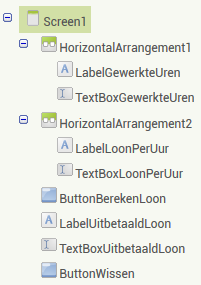 Screen1
HorizontalArrangement1
A LabelGewerkteUren
TextBoxGewerkteUren
HorizontalArrangement2
A LabelLoonPerUur
TextBoxLoonPerUur
ButtonBerekenLoon
A LabelUitbetaaldLoon
TextBoxUitbetaaldLoon
ButtonWissen